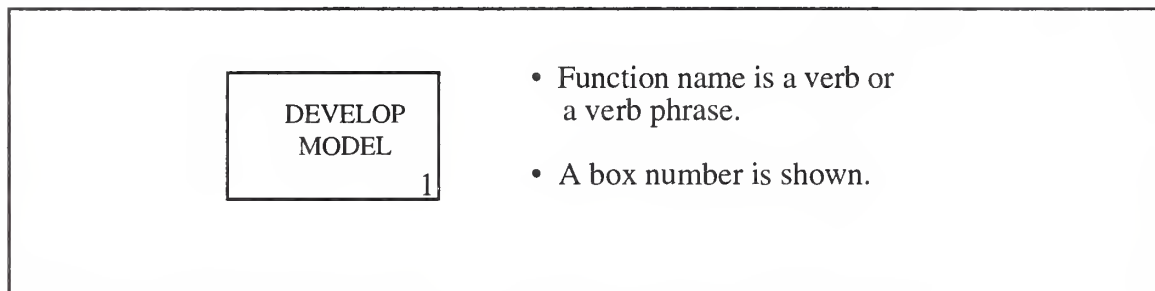 DEVELOP
MODEL
1
• Function name is a verb or
a verb phrase.
• A box number is shown.